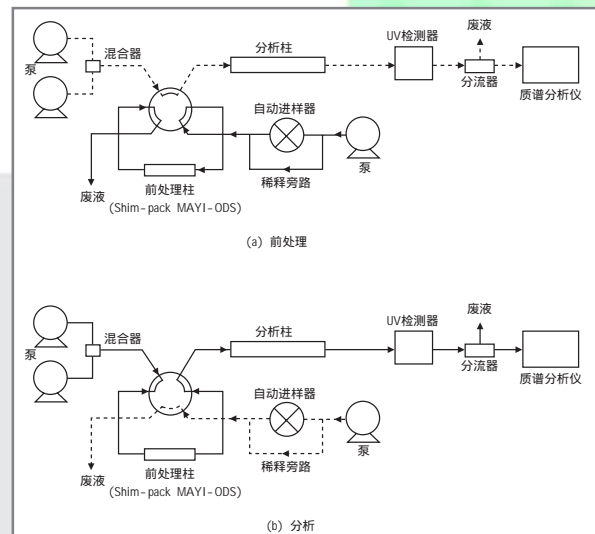 泵
混合器
分析柱
UV检测器
废液
分流器
质谱分析仪
自动进样器
稀释旁路
泵
废液
前处理柱
(Shim-pack MAYI-ODS)
(a) 前处理
泵
混合器
分析柱
UV检测器
废液
分流器
质谱分析仪
自动进样器
稀释旁路
泵
废液
前处理柱
(Shim-pack MAYI-ODS)
(b) 分析